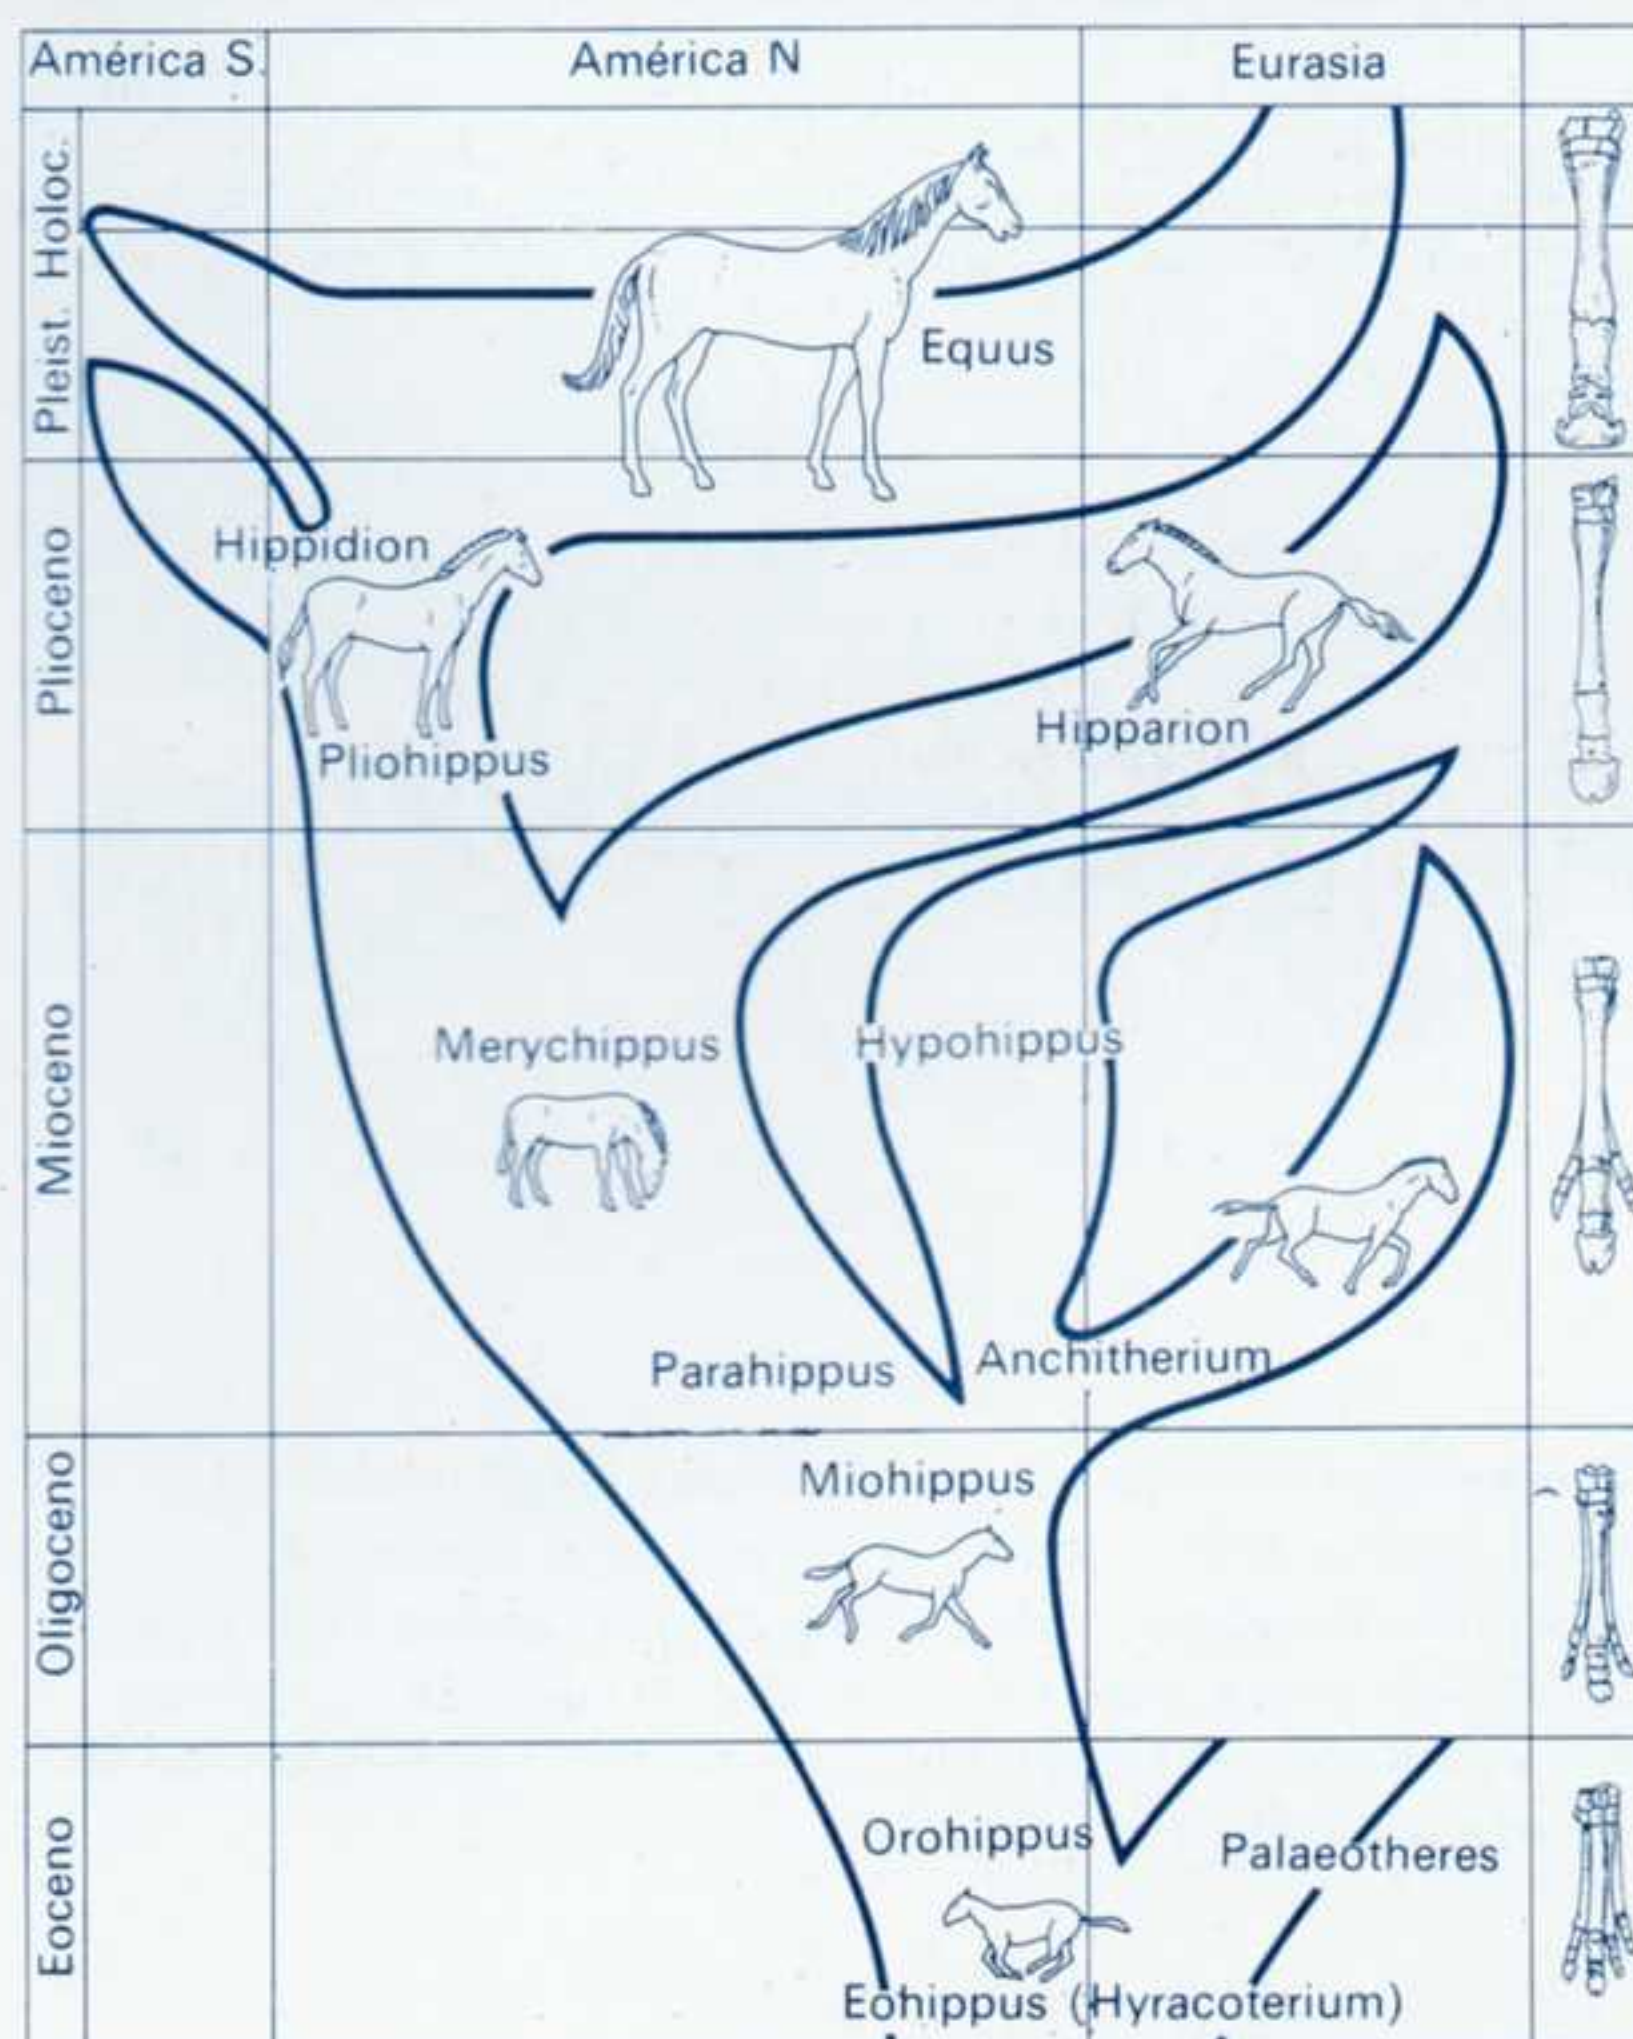 América S.
América N
Eurasia
Holoc.
Pleist.
Equus
Plioceno
Hippidion
Pliohippus
Hipparion
Mioceno
Merychippus
Hypohippus
Parahippus
Anchitherium
Oligoceno
Miohippus
Eoceno
Orohippus
Palaeotheres
Eohippus (Hyracoterium)